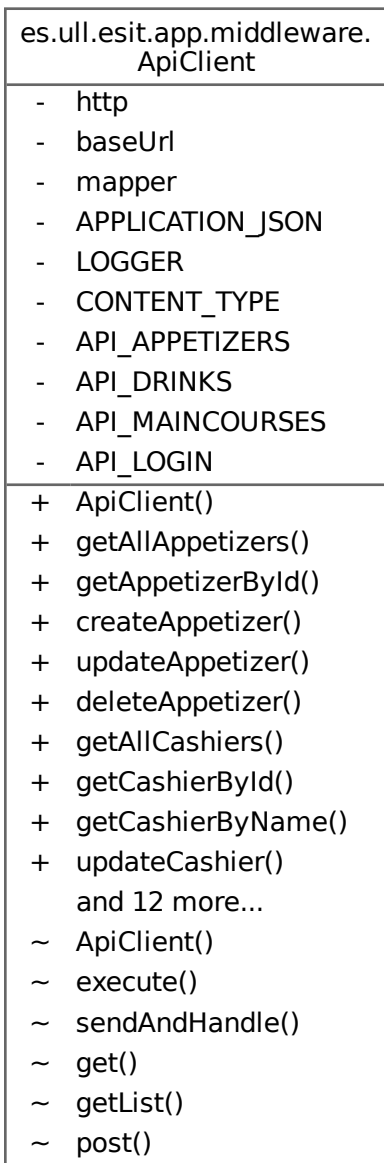 es.ull.esit.app.middleware.
ApiClient
- http
- baseUrl
- mapper
- APPLICATION_JSON
- LOGGER
- CONTENT_TYPE
- API_APPETIZERS
- API_DRINKS
- API_MAINCOURSES
- API_LOGIN
+ ApiClient()
+ getAllAppetizers()
+ getAppetizerById()
+ createAppetizer()
+ updateAppetizer()
+ deleteAppetizer()
+ getAllCashiers()
+ getCashierById()
+ getCashierByName()
+ updateCashier()
and 12 more...
~ ApiClient()
~ execute()
~ sendAndHandle()
~ get()
~ getList()
~ post()